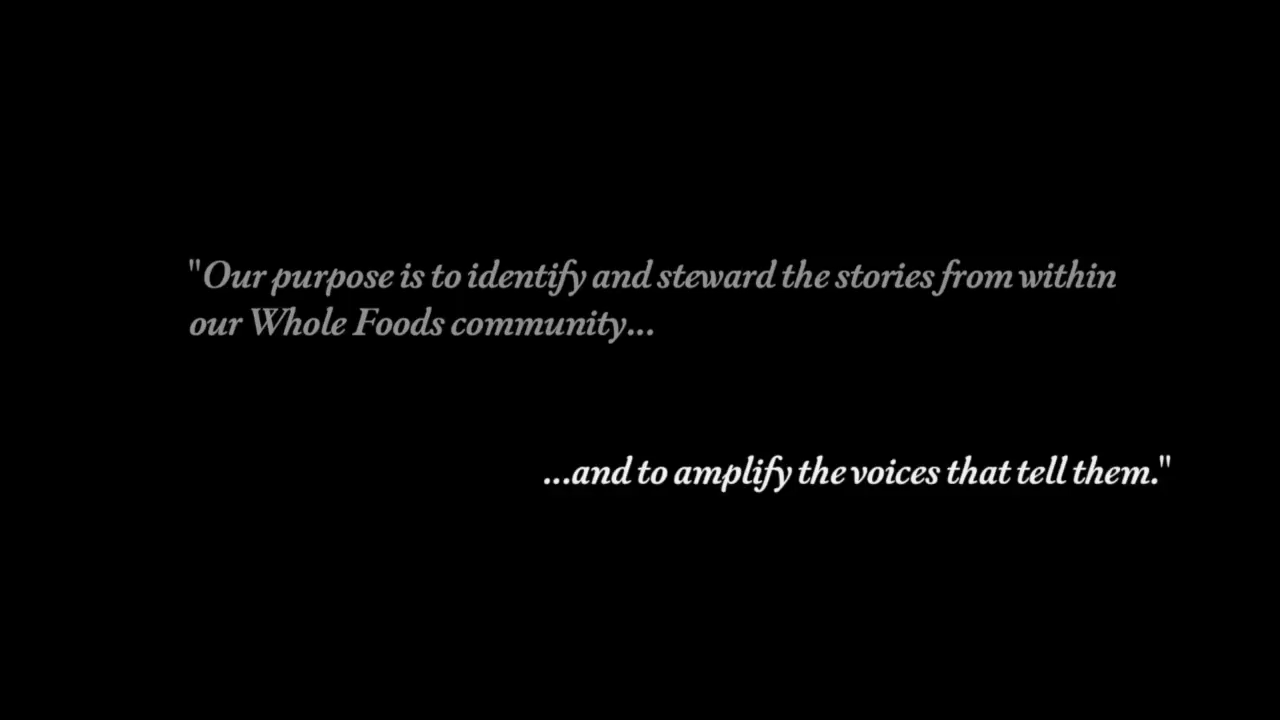 "Our purpose is to identify and steward the stories from within
our Whole Foods community...
...and to amplify the voices that tell them."